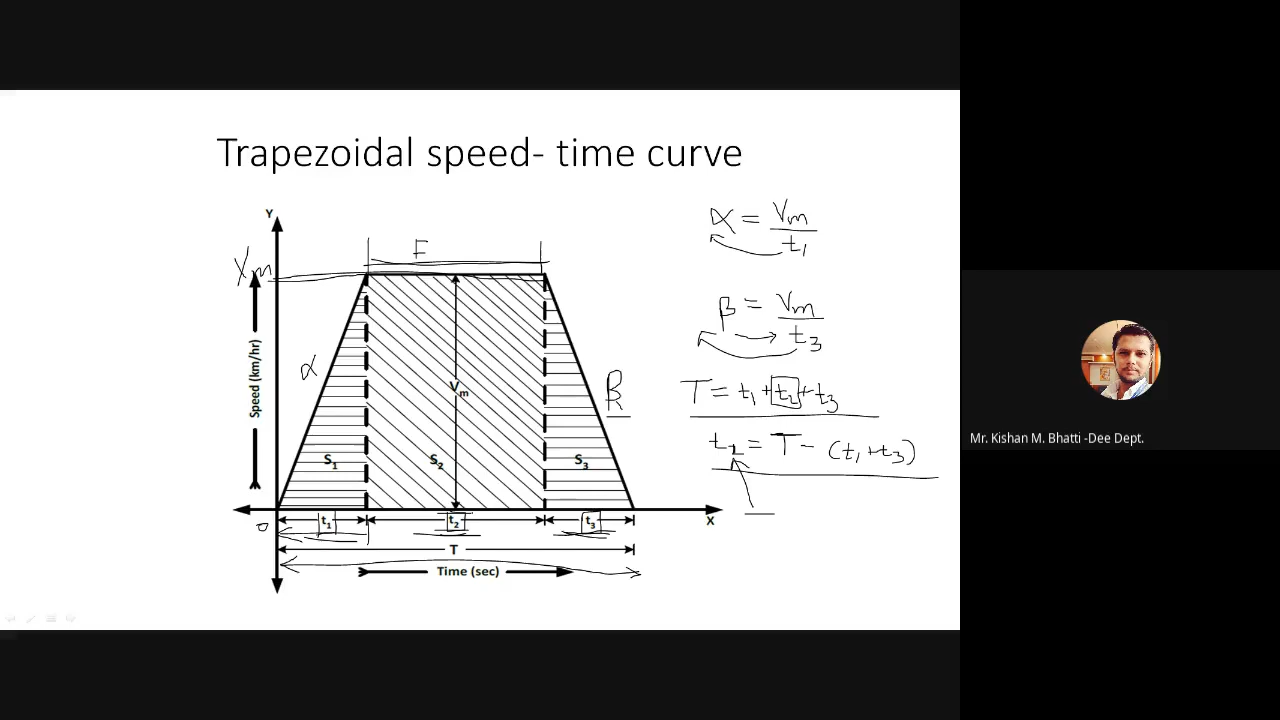 Trapezoidal speed- time curve
Y
Vm
F
α
Speed (km/hr)
Vm
β
S1
S2
S3
0
t1
t2
t3
X
T
Time (sec)
α = Vm / t1
β = Vm / t3
T = t1 + t2 + t3
t2 = T - (t1 + t3)
Mr. Kishan M. Bhatti -Dee Dept.